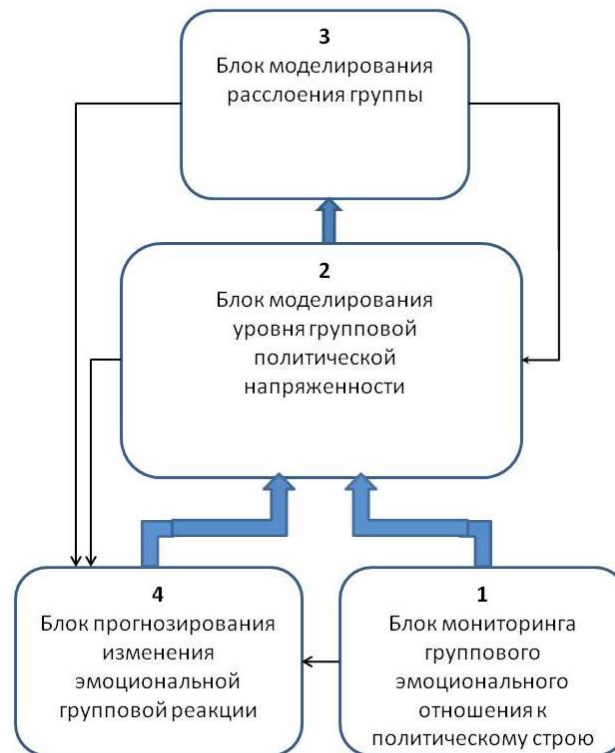 3
Блок моделирования
расслоения группы
2
Блок моделирования
уровня групповой
политической
напряженности
4
Блок прогнозирования
изменения
эмоциональной
групповой реакции
1
Блок мониторинга
группового
эмоционального
отношения к
политическому строю